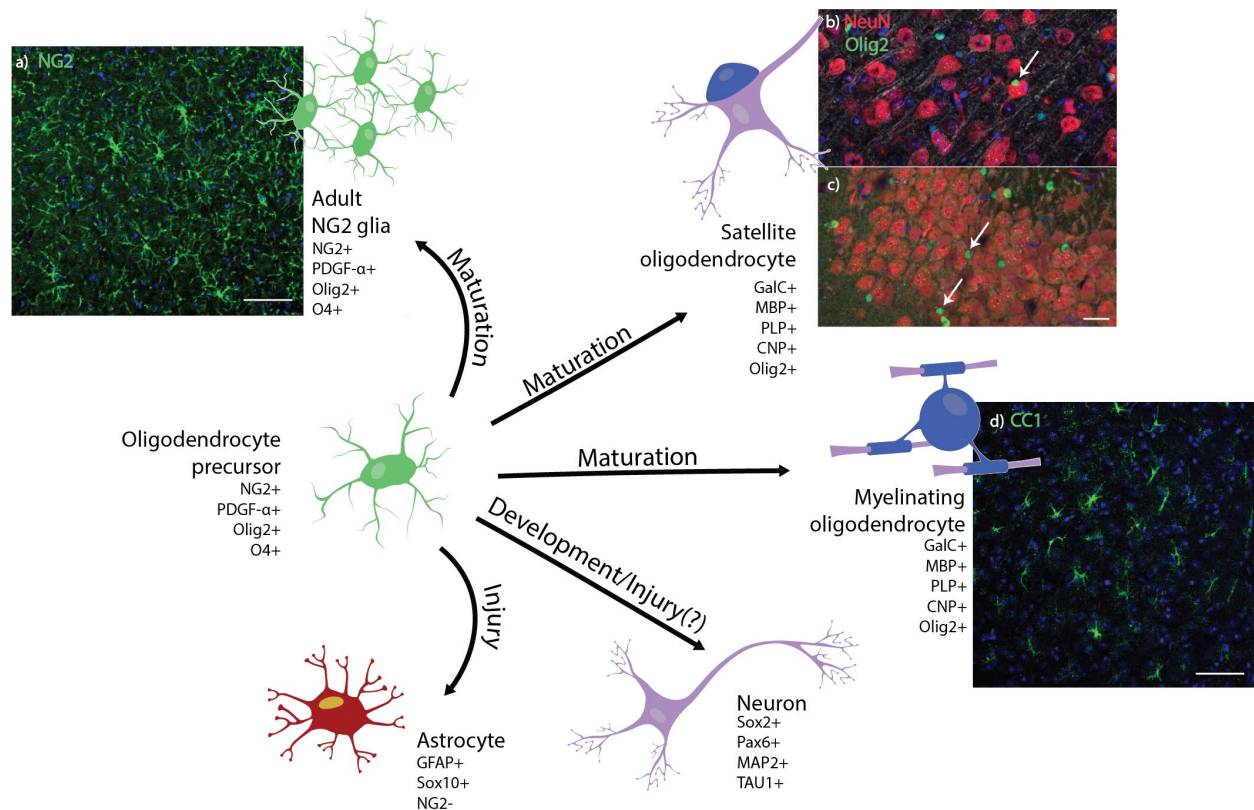 a) NG2
Adult
NG2 glia
NG2+
PDGF-α+
Olig2+
O4+
b) NeuN
Olig2
c)
Satellite
oligodendrocyte
GalC+
MBP+
PLP+
CNP+
Olig2+
Maturation
Maturation
Maturation
Oligodendrocyte
precursor
NG2+
PDGF-α+
Olig2+
O4+
d) CC1
Myelinating
oligodendrocyte
GalC+
MBP+
PLP+
CNP+
Olig2+
Development/Injury(?)
Injury
Astrocyte
GFAP+
Sox10+
NG2-
Neuron
Sox2+
Pax6+
MAP2+
TAU1+